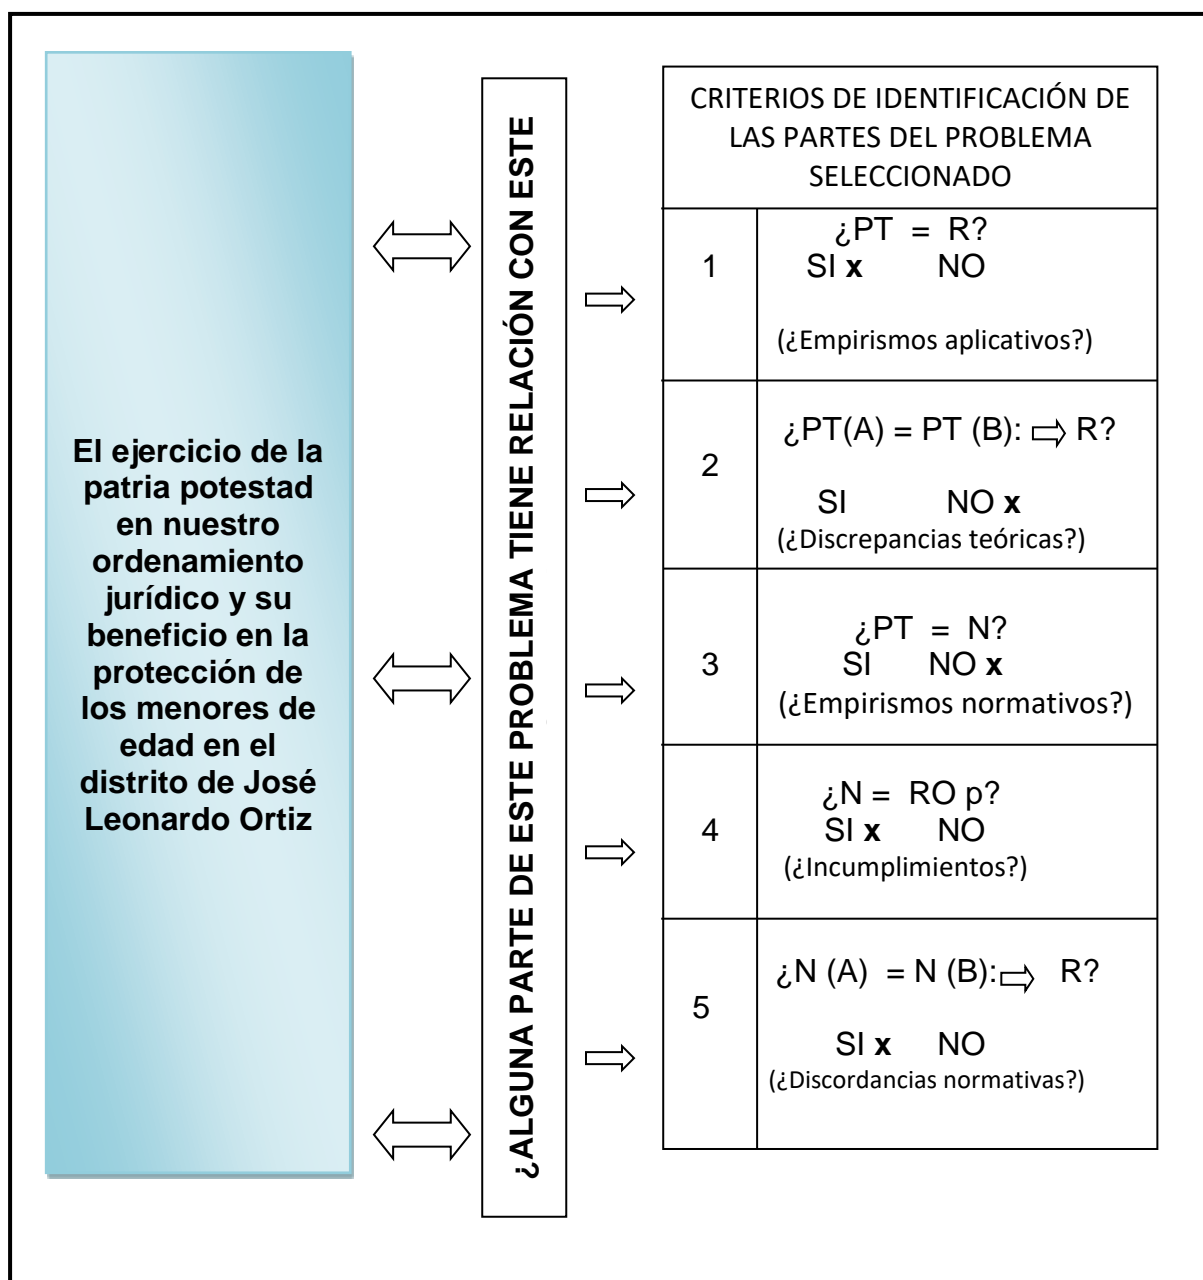 El ejercicio de la
patria potestad
en nuestro
ordenamiento
jurídico y su
beneficio en la
protección de
los menores de
edad en el
distrito de José
Leonardo Ortiz
¿ALGUNA PARTE DE ESTE PROBLEMA TIENE RELACIÓN CON ESTE
CRITERIOS DE IDENTIFICACIÓN DE
LAS PARTES DEL PROBLEMA
SELECCIONADO
1
¿PT = R?
SI x NO
(¿Empirismos aplicativos?)
2
¿PT(A) = PT (B): ⇨ R?
SI NO x
(¿Discrepancias teóricas?)
3
¿PT = N?
SI NO x
(¿Empirismos normativos?)
4
¿N = RO p?
SI x NO
(¿Incumplimientos?)
5
¿N (A) = N (B): ⇨ R?
SI x NO
(¿Discordancias normativas?)